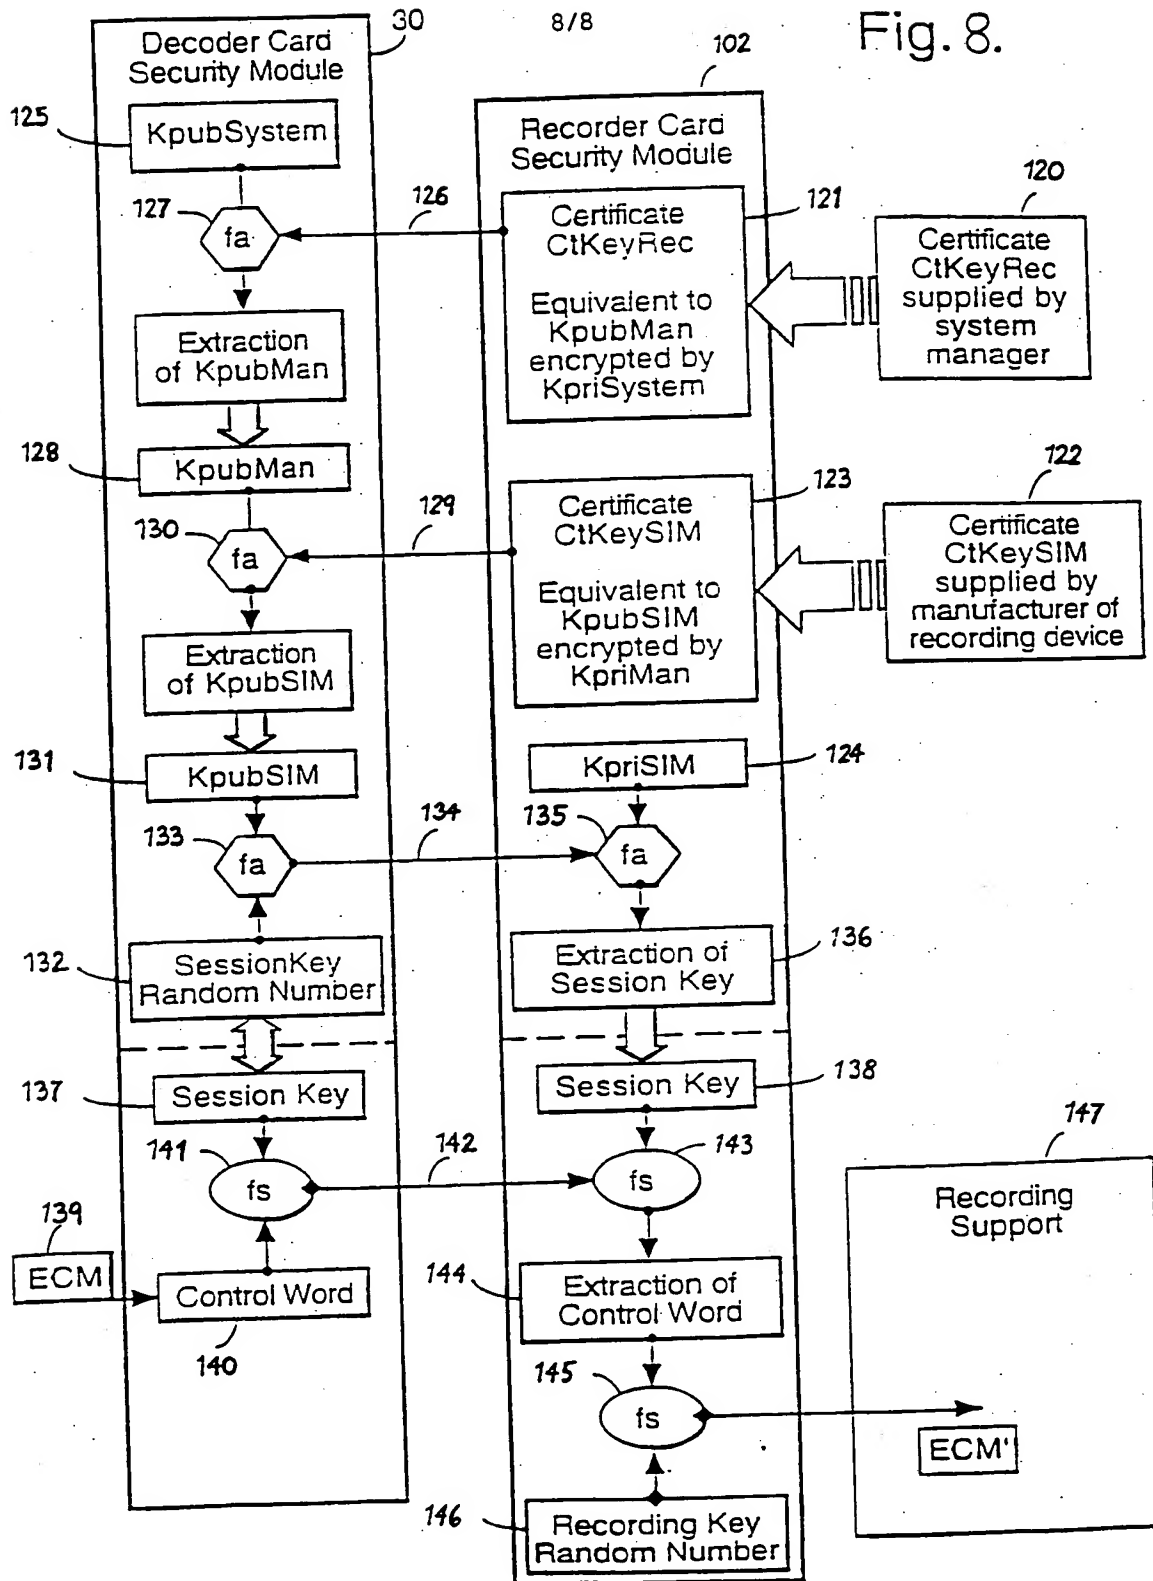 30
8/8
Fig. 8.
Decoder Card
Security Module
102
125
KpubSystem
Recorder Card
Security Module
127
fa
126
Certificate
CtKeyRec
Equivalent to
KpubMan
encrypted by
KpriSystem
121
120
Certificate
CtKeyRec
supplied by
system
manager
Extraction
of KpubMan
128
KpubMan
130
fa
129
Certificate
CtKeySIM
Equivalent to
KpubSIM
encrypted by
KpriMan
123
122
Certificate
CtKeySIM
supplied by
manufacturer of
recording device
Extraction
of KpubSIM
131
KpubSIM
KpriSIM
124
133
fa
134
135
fa
132
SessionKey
Random Number
Extraction of
Session Key
136
137
Session Key
Session Key
138
141
fs
142
fs
143
147
Recording
Support
139
ECM
Control Word
140
144
Extraction of
Control Word
145
fs
ECM'
146
Recording Key
Random Number